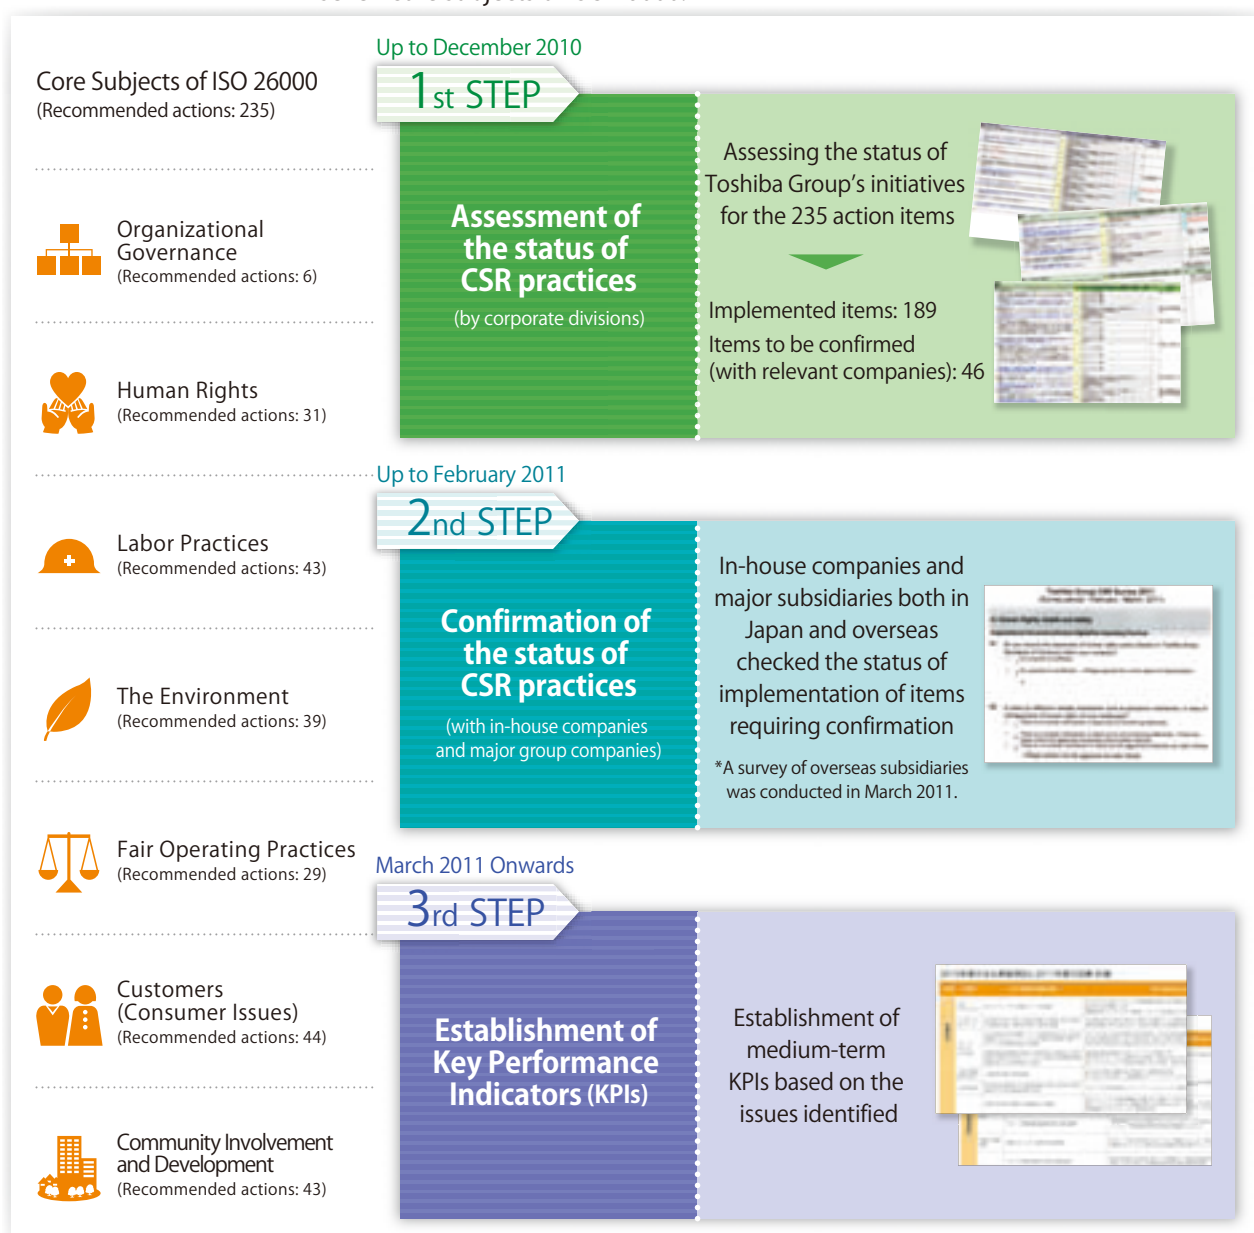 Core Subjects of ISO 26000
(Recommended actions: 235)
Organizational
Governance
(Recommended actions: 6)
Human Rights
(Recommended actions: 31)
Labor Practices
(Recommended actions: 43)
The Environment
(Recommended actions: 39)
Fair Operating Practices
(Recommended actions: 29)
Customers
(Consumer Issues)
(Recommended actions: 44)
Community Involvement
and Development
(Recommended actions: 43)
Up to December 2010
1st STEP
Assessment of
the status of
CSR practices
(by corporate divisions)
Assessing the status of
Toshiba Group's initiatives
for the 235 action items
Implemented items: 189
Items to be confirmed
(with relevant companies): 46
Up to February 2011
2nd STEP
Confirmation of
the status of
CSR practices
(with in-house companies
and major group companies)
In-house companies and
major subsidiaries both in
Japan and overseas
checked the status of
implementation of items
requiring confirmation
*A survey of overseas subsidiaries
was conducted in March 2011.
March 2011 Onwards
3rd STEP
Establishment of
Key Performance
Indicators (KPIs)
Establishment of
medium-term
KPIs based on the
issues identified